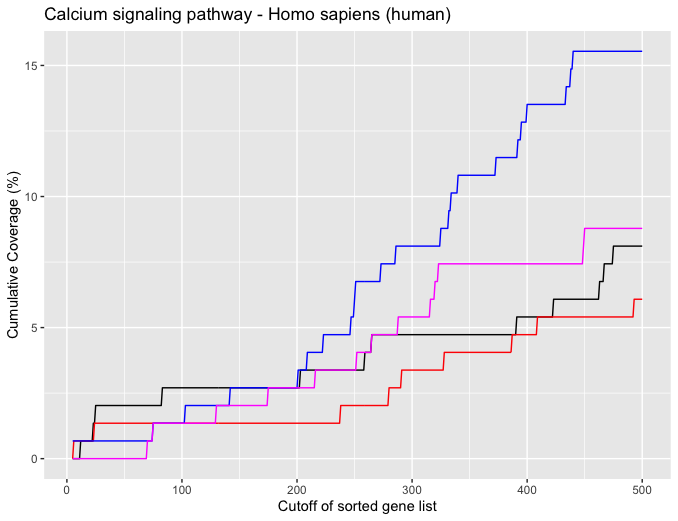 Calcium signaling pathway - Homo sapiens (human)
Cumulative Coverage (%)
15
10
5
0
0 100 200 300 400 500
Cutoff of sorted gene list